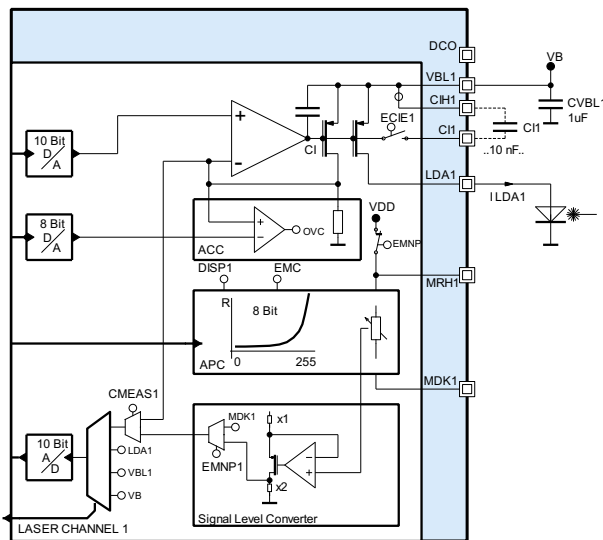 DCO
VB
VBL1
CIH1
CVBL1
1uF
ECIE1
10 Bit
D
A
+
-
CI
CI1
CI1
..10 nF..
LDA1
I LDA1
8 Bit
D
A
+
-
OVC
ACC
VDD
EMNP
DISP1
EMC
MRH1
R
8 Bit
0
255
APC
MDK1
CMEAS1
MDK1
x1
10 Bit
A
D
LDA1
EMNP1
-
+
VBL1
x2
VB
LASER CHANNEL 1
Signal Level Converter